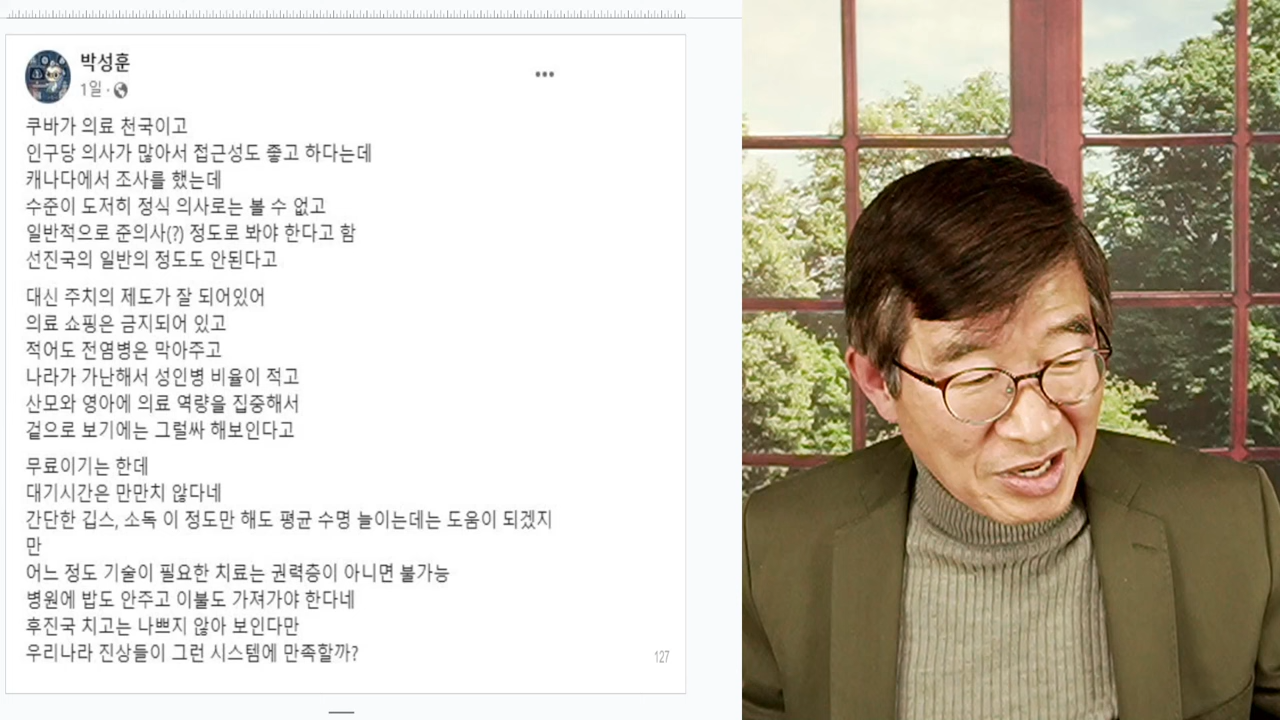 박성훈
1일 ·
쿠바가 의료 천국이고
인구당 의사가 많아서 접근성도 좋고 하다는데
캐나다에서 조사를 했는데
수준이 도저히 정식 의사로는 볼 수 없고
일반적으로 준의사(?) 정도로 봐야 한다고 함
선진국의 일반의 정도도 안된다고
대신 주치의 제도가 잘 되어있어
의료 쇼핑은 금지되어 있고
적어도 전염병은 막아주고
나라가 가난해서 성인병 비율이 적고
산모와 영아에 의료 역량을 집중해서
겉으로 보기에는 그럴싸 해보인다고
무료이기는 한데
대기시간은 만만치 않다네
간단한 깁스, 소독 이 정도만 해도 평균 수명 늘이는데는 도움이 되겠지
만
어느 정도 기술이 필요한 치료는 권력층이 아니면 불가능
병원에 밥도 안주고 이불도 가져가야 한다네
후진국 치고는 나쁘지 않아 보인다만
우리나라 진상들이 그런 시스템에 만족할까?
127